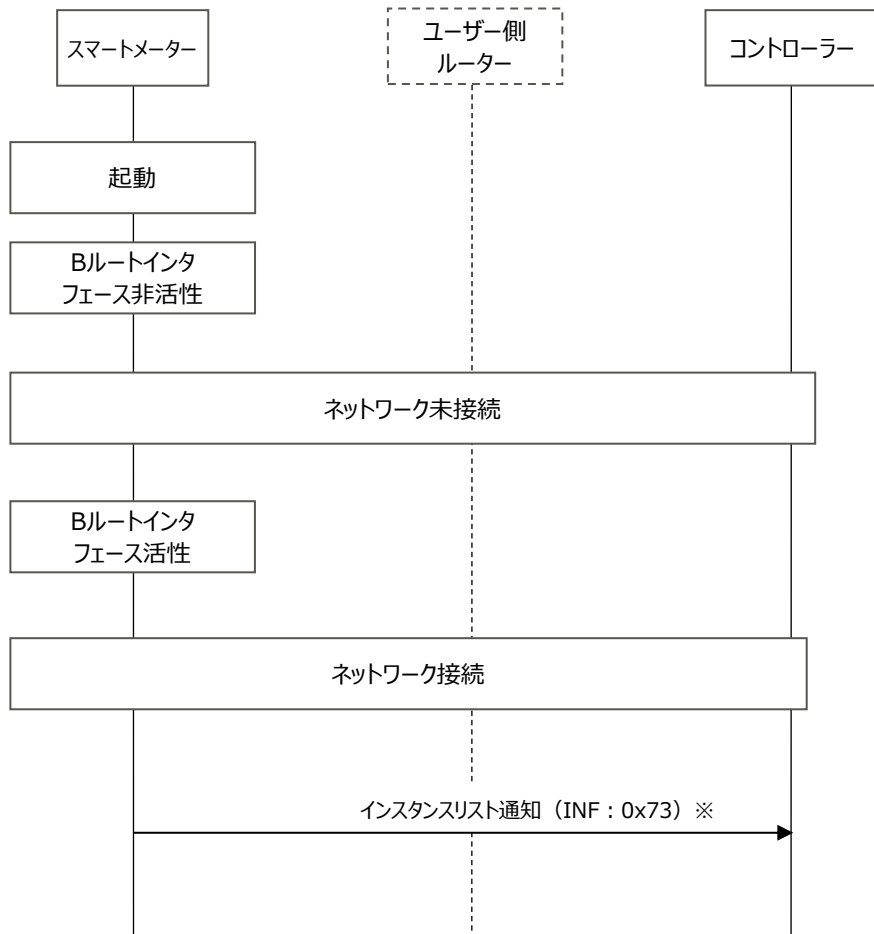 スマートメーター
ユーザー側
ルーター
コントローラー
起動
Bルートインタ
フェース非活性
ネットワーク未接続
Bルートインタ
フェース活性
ネットワーク接続
インスタンスリスト通知（INF：0x73）※